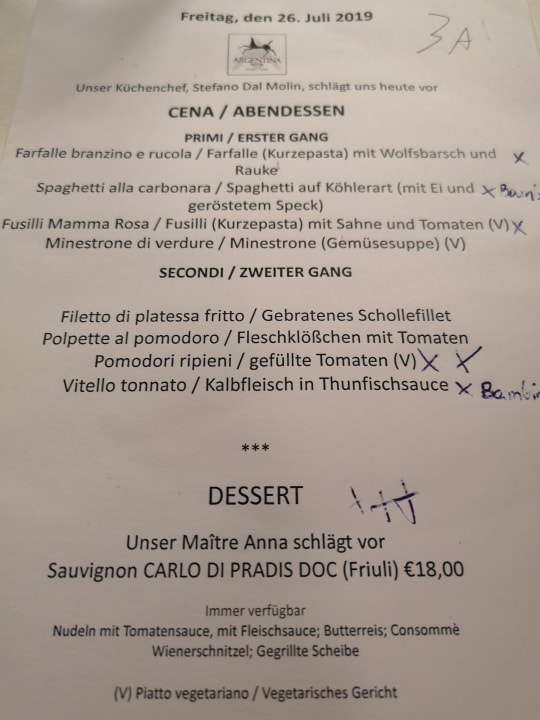 Freitag, den 26. Juli 2019
3A
ARGENTINA
Unser Küchenchef, Stefano Dal Molin, schlägt uns heute vor
CENA / ABENDESSEN
PRIMI / ERSTER GANG
Farfalle branzino e rucola / Farfalle (Kurzepasta) mit Wolfsbarsch und x
Rauke
Spaghetti alla carbonara / Spaghetti auf Köhlerart (mit Ei und x
geröstetem Speck)
Fusilli Mamma Rosa / Fusilli (Kurzepasta) mit Sahne und Tomaten (V) x
Minestrone di verdure / Minestrone (Gemüsesuppe) (V)
SECONDI / ZWEITER GANG
Filetto di platessa fritto / Gebratenes Schollefillet
Polpette al pomodoro / Fleschklößchen mit Tomaten
Pomodori ripieni / gefüllte Tomaten (V) x x
Vitello tonnato / Kalbfleisch in Thunfischsauce x Bambin
***
DESSERT
Unser Maître Anna schlägt vor
Sauvignon CARLO DI PRADIS DOC (Friuli) €18,00
Immer verfügbar
Nudeln mit Tomatensauce, mit Fleischsauce; Butterreis; Consommè
Wienerschnitzel; Gegrillte Scheibe
(V) Piatto vegetariano / Vegetarisches Gericht